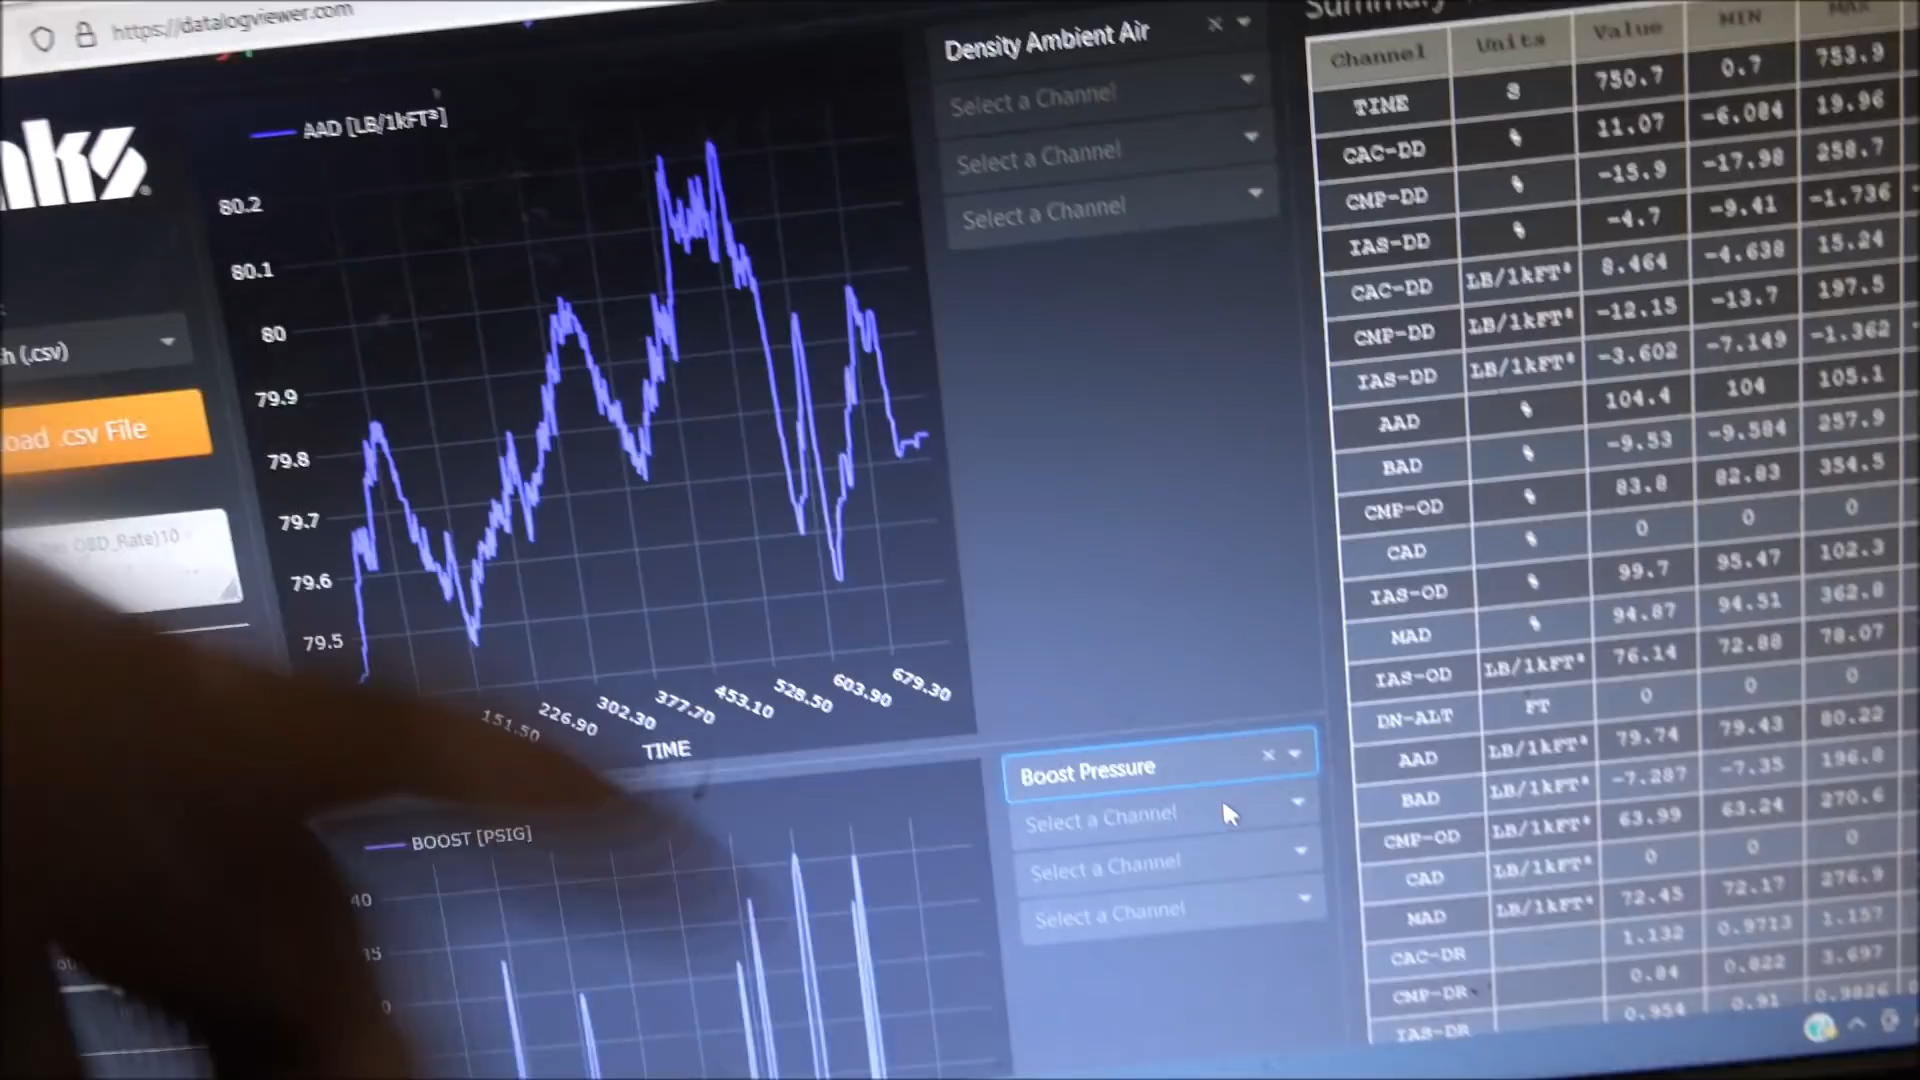 https://datalogviewer.com
nks
h (.csv)
oad .csv File
OBD_Rate)10
AAD [LB/1kFT³]
80.2
80.1
80
79.9
79.8
79.7
79.6
79.5
151.50 226.90 302.30 377.70 453.10 528.50 603.90 679.30
TIME
Density Ambient Air
Select a Channel
Select a Channel
Select a Channel
BOOST [PSIG]
40
Boost Pressure
Select a Channel
Select a Channel
Select a Channel
Channel Units Value MIN MAX
TIME S 750.7 0.7 753.9
CAC-DD % 11.07 -6.084 19.96
CMP-DD % -15.9 -17.98 258.7
IAS-DD % -4.7 -9.41 -1.736
CAC-DD LB/1kFT³ 8.464 -4.638 15.24
CMP-DD LB/1kFT³ -12.15 -13.7 197.5
IAS-DD LB/1kFT³ -3.602 -7.149 -1.362
AAD % 104.4 104 105.1
BAD % -9.53 -9.584 257.9
CMP-OD % 83.8 82.83 354.5
CAD % 0 0 0
IAS-OD % 99.7 95.47 102.3
MAD % 94.87 94.51 362.8
IAS-OD LB/1kFT³ 76.14 72.88 78.07
DN-ALT FT 0 0 0
AAD LB/1kFT³ 79.74 79.43 80.22
BAD LB/1kFT³ -7.287 -7.35 196.8
CMP-OD LB/1kFT³ 63.99 63.24 270.6
CAD LB/1kFT³ 0 0 0
MAD LB/1kFT³ 72.45 72.17 276.9
CAC-DR 1.132 0.9713 1.157
CMP-DR 0.84 0.822 3.697
IAS-DR 0.954 0.91 0.9826